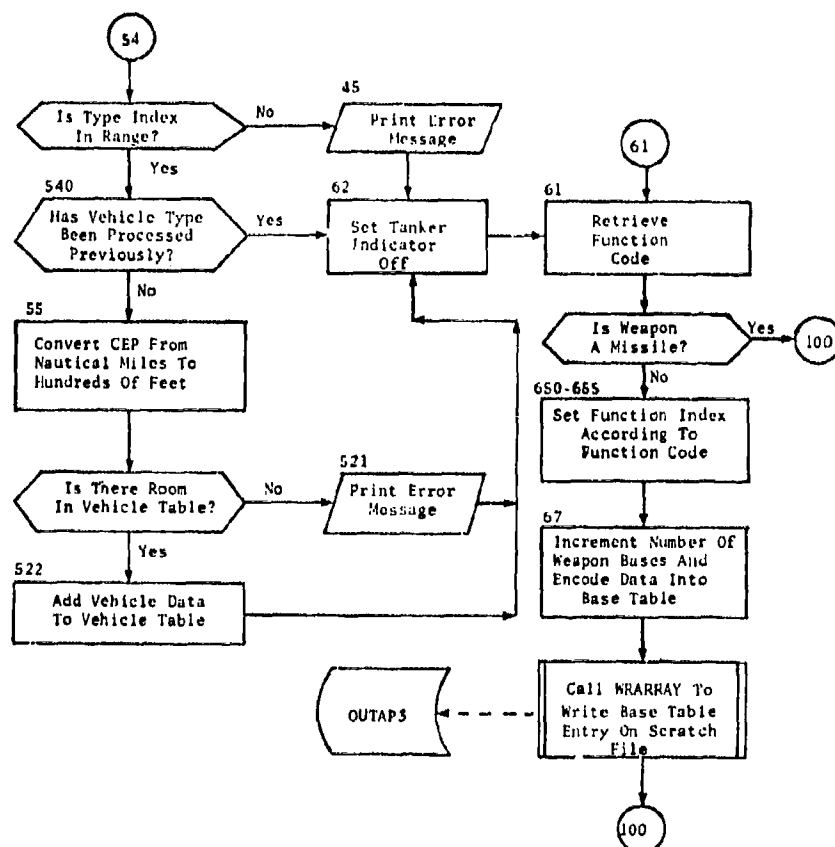 54
Is Type Index
In Range?
No
Yes
45
Print Error
Message
540
Has Vehicle Type
Been Processed
Previously?
Yes
No
62
Set Tanker
Indicator
Off
55
Convert CEP From
Nautical Miles To
Hundreds Of Feet
Is There Room
In Vehicle Table?
No
Yes
521
Print Error
Message
522
Add Vehicle Data
To Vehicle Table
61
61
Retrieve
Function
Code
Is Weapon
A Missile?
Yes
100
No
650-665
Set Function Index
According To
Function Code
67
Increment Number Of
Weapon Bases And
Encode Data Into
Base Table
Call WRARRAY To
Write Base Table
Entry On Scratch
File
OUTAP3
100